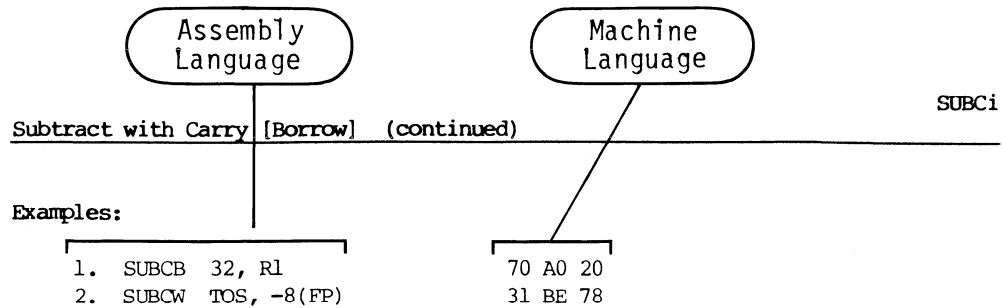 Assembly Language
Machine Language
SUBCi
Subtract with Carry [Borrow] (continued)
Examples:
1. SUBCB 32, R1 70 A0 20
2. SUBCW TOS, -8(FP) 31 BE 78